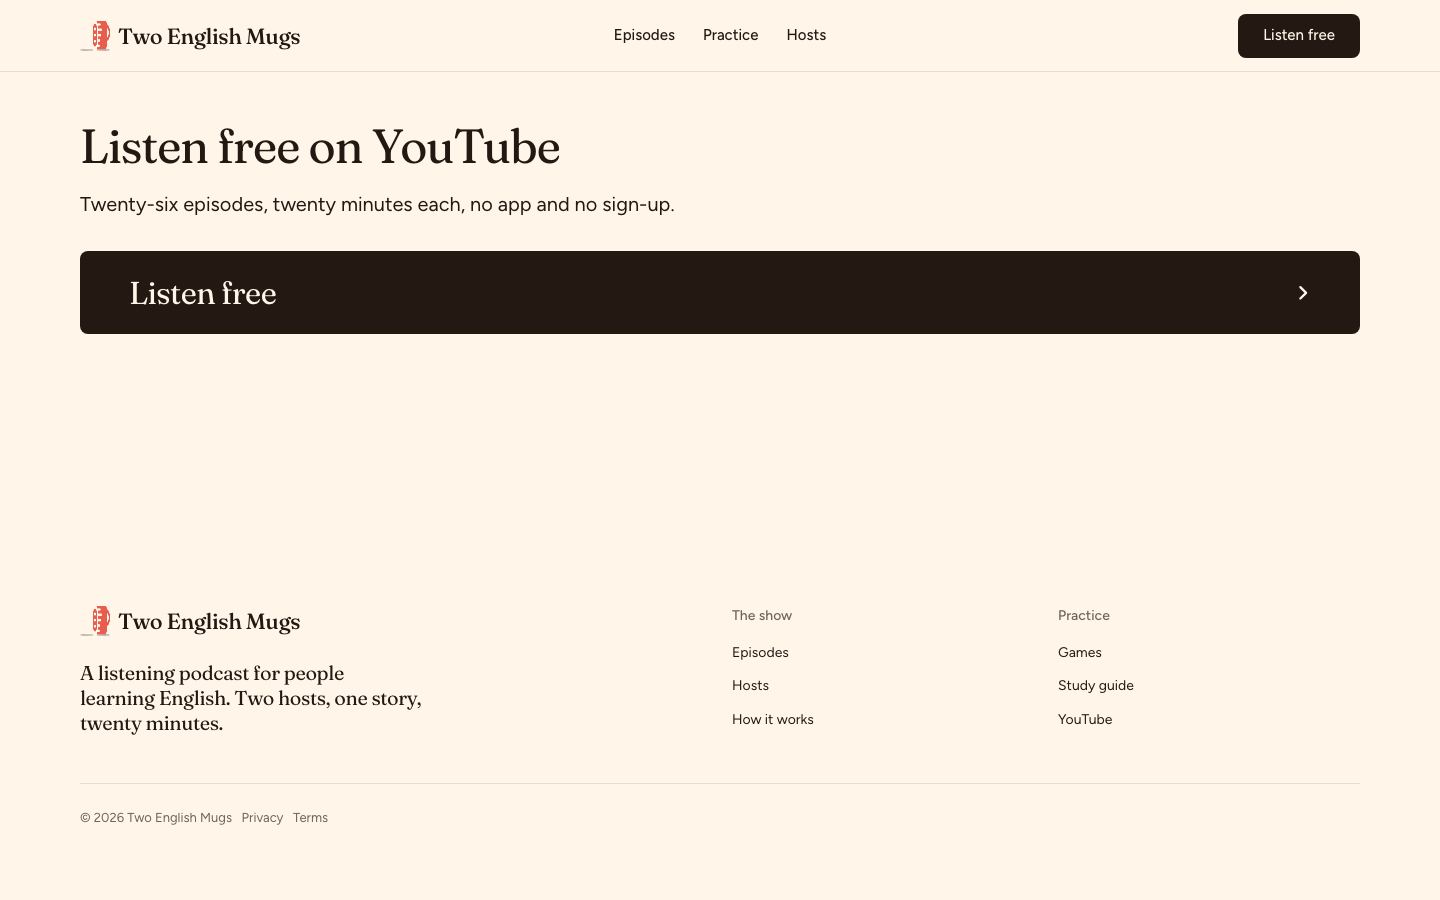 Two English Mugs
Episodes Practice Hosts
Listen free
Listen free on YouTube
Twenty-six episodes, twenty minutes each, no app and no sign-up.
Listen free
Two English Mugs
A listening podcast for people
learning English. Two hosts, one story,
twenty minutes.
The show
Episodes
Hosts
How it works
Practice
Games
Study guide
YouTube
© 2026 Two English Mugs Privacy Terms